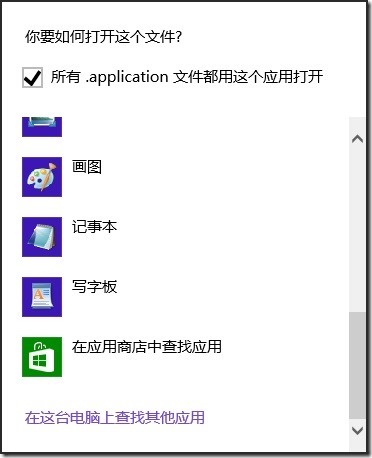 你要如何打开这个文件?
所有 .application 文件都用这个应用打开
画图
记事本
写字板
在应用商店中查找应用
在这台电脑上查找其他应用